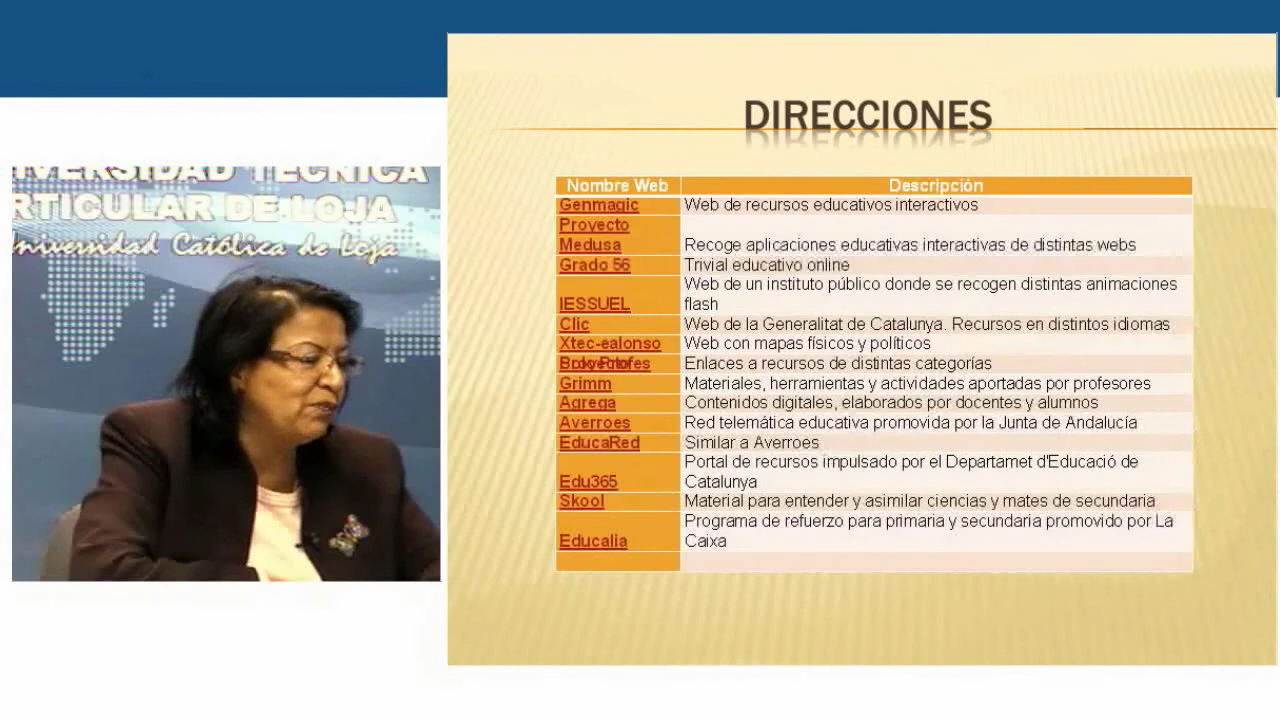 DIRECCIONES
UNIVERSIDAD TÉCNICA
PARTICULAR DE LOJA
Universidad Católica de Loja
Nombre Web Descripción
Genmagic Web de recursos educativos interactivos
Proyecto
Medusa Recoge aplicaciones educativas interactivas de distintas webs
Grado 56 Trivial educativo online
Web de un instituto público donde se recogen distintas animaciones
IESSUEL flash
Clic Web de la Generalitat de Catalunya. Recursos en distintos idiomas
Xtec-ealonso Web con mapas físicos y políticos
Enlaces a recursos de distintas categorías
Grimm Materiales, herramientas y actividades aportadas por profesores
Agrega Contenidos digitales, elaborados por docentes y alumnos
Averroes Red telemática educativa promovida por la Junta de Andalucía
EducaRed Similar a Averroes
Portal de recursos impulsado por el Departamet d'Educació de
Edu365 Catalunya
Skool Material para entender y asimilar ciencias y mates de secundaria
Programa de refuerzo para primaria y secundaria promovido por La
Educalia Caixa